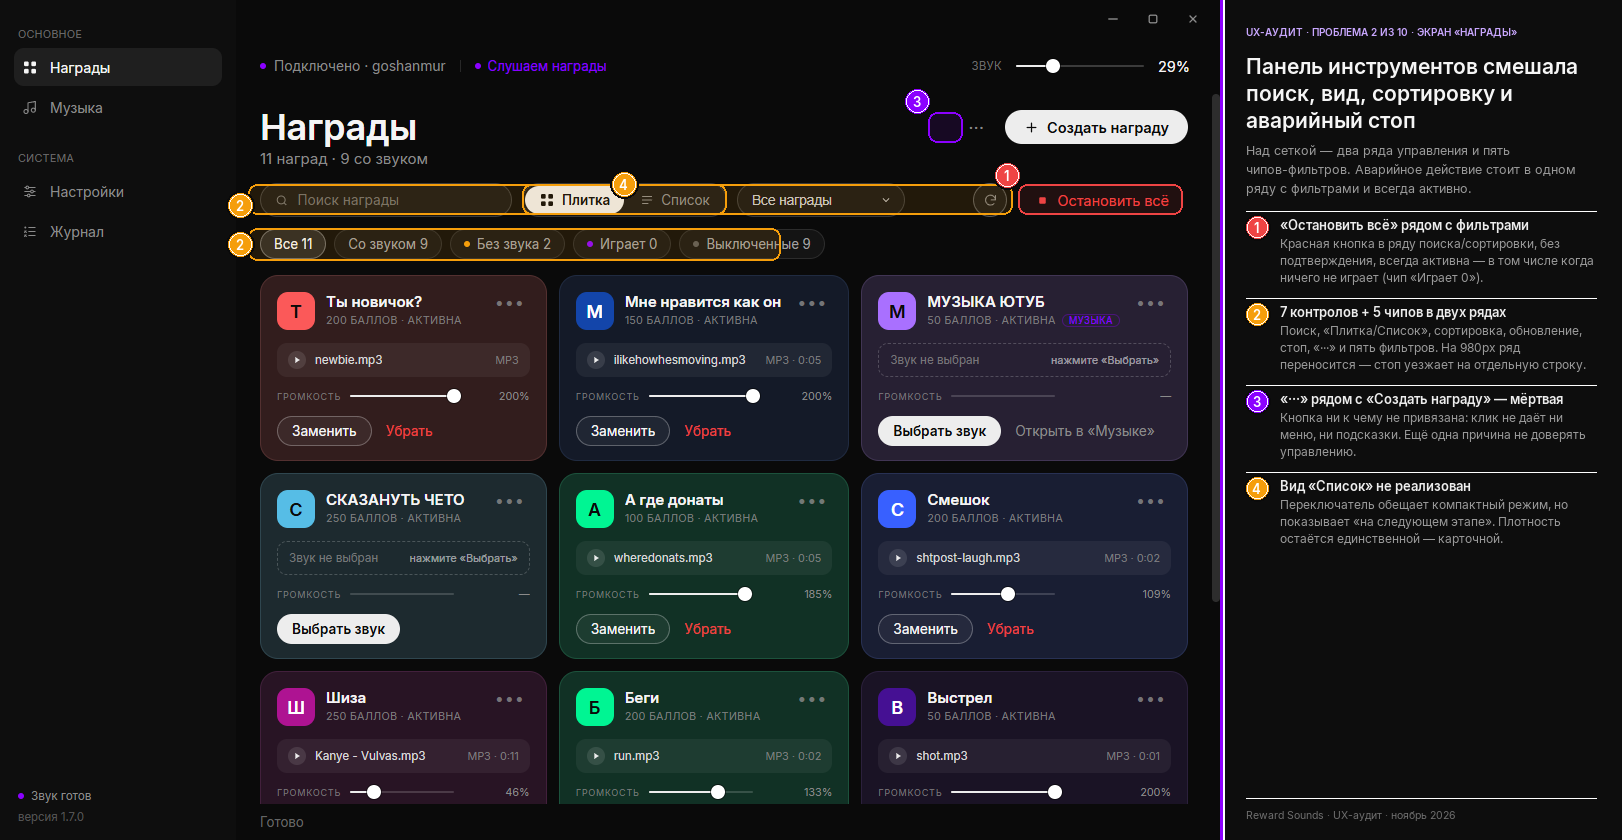 ОСНОВНОЕ
Награды
Музыка
СИСТЕМА
Настройки
Журнал
Звук готов
версия 1.7.0
Подключено · goshanmur
Слушаем награды
ЗВУК
29%
Награды
11 наград · 9 со звуком
3
···
+ Создать награду
2
Поиск награды
Плитка
4
Список
Все награды
1
Остановить всё
2
Все 11
Со звуком 9
Без звука 2
Играет 0
Выключенные 9
Т
Ты новичок?
200 БАЛЛОВ · АКТИВНА
newbie.mp3
MP3
ГРОМКОСТЬ
200%
Заменить
Убрать
М
Мне нравится как он
150 БАЛЛОВ · АКТИВНА
ilikehowhesmoving.mp3
MP3 · 0:05
ГРОМКОСТЬ
200%
Заменить
Убрать
М
МУЗЫКА ЮТУБ
50 БАЛЛОВ · АКТИВНА
МУЗЫКА
Звук не выбран
нажмите «Выбрать»
ГРОМКОСТЬ
—
Выбрать звук
Открыть в «Музыке»
С
СКАЗАНУТЬ ЧЕТО
250 БАЛЛОВ · АКТИВНА
Звук не выбран
нажмите «Выбрать»
ГРОМКОСТЬ
—
Выбрать звук
А
А где донаты
100 БАЛЛОВ · АКТИВНА
wheredonats.mp3
MP3 · 0:05
ГРОМКОСТЬ
185%
Заменить
Убрать
С
Смешок
200 БАЛЛОВ · АКТИВНА
shtpost-laugh.mp3
MP3 · 0:02
ГРОМКОСТЬ
109%
Заменить
Убрать
Ш
Шиза
250 БАЛЛОВ · АКТИВНА
Kanye - Vulvas.mp3
MP3 · 0:11
ГРОМКОСТЬ
46%
Б
Беги
200 БАЛЛОВ · АКТИВНА
run.mp3
MP3 · 0:02
ГРОМКОСТЬ
133%
В
Выстрел
50 БАЛЛОВ · АКТИВНА
shot.mp3
MP3 · 0:01
ГРОМКОСТЬ
200%
Готово
UX-АУДИТ · ПРОБЛЕМА 2 ИЗ 10 · ЭКРАН «НАГРАДЫ»
Панель инструментов смешала
поиск, вид, сортировку и
аварийный стоп
Над сеткой — два ряда управления и пять
чипов-фильтров. Аварийное действие стоит в одном
ряду с фильтрами и всегда активно.
1
«Остановить всё» рядом с фильтрами
Красная кнопка в ряду поиска/сортировки, без
подтверждения, всегда активна — в том числе когда
ничего не играет (чип «Играет 0»).
2
7 контролов + 5 чипов в двух рядах
Поиск, «Плитка/Список», сортировка, обновление,
стоп, «···» и пять фильтров. На 980px ряд
переносится — стоп уезжает на отдельную строку.
3
«···» рядом с «Создать награду» — мёртвая
Кнопка ни к чему не привязана: клик не даёт ни
меню, ни подсказки. Ещё одна причина не доверять
управлению.
4
Вид «Список» не реализован
Переключатель обещает компактный режим, но
показывает «на следующем этапе». Плотность
остаётся единственной — карточной.
Reward Sounds · UX-аудит · ноябрь 2026